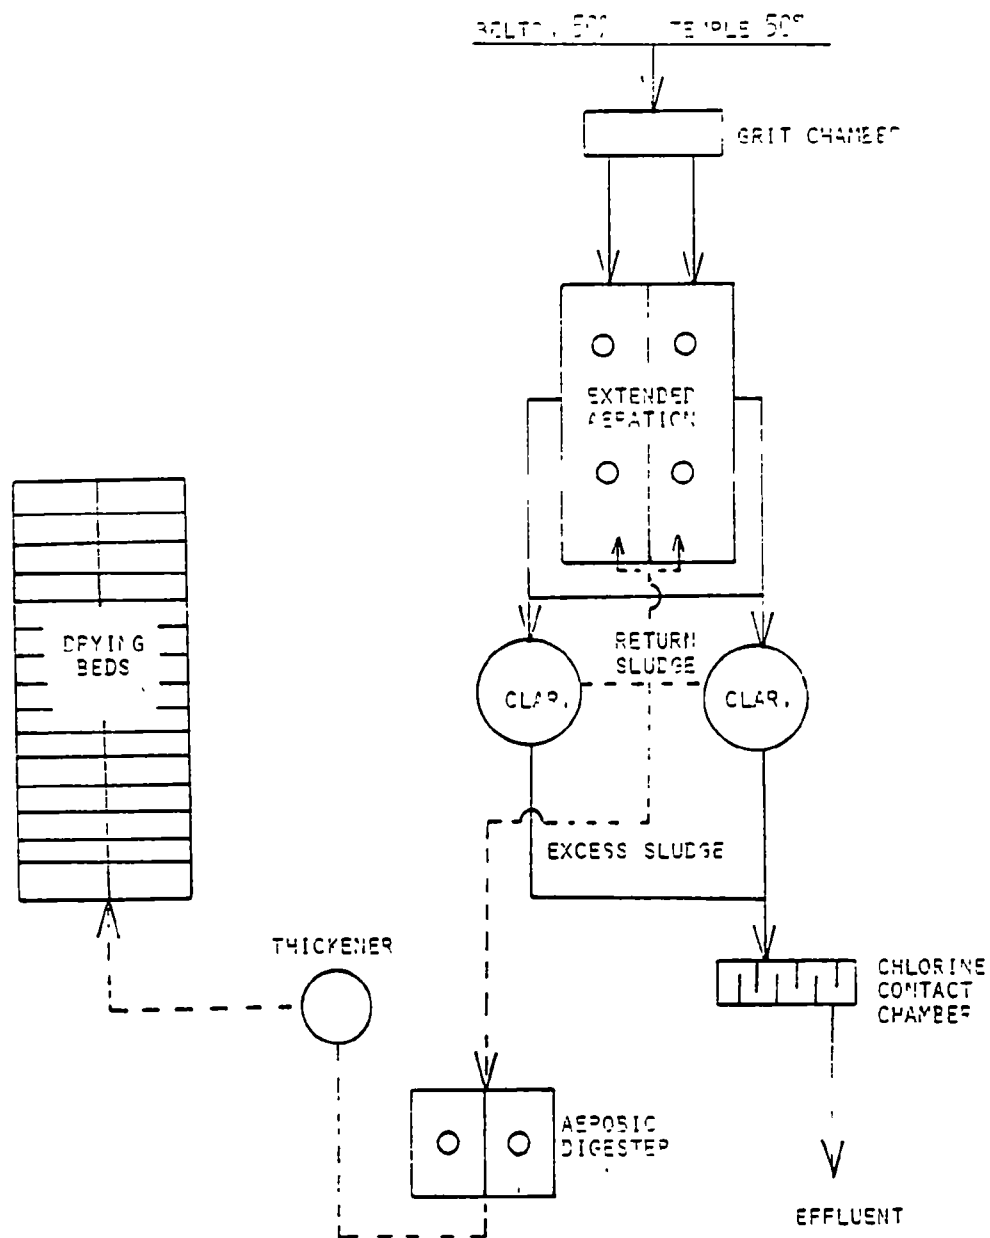 TEMPLE
GRIT CHAMBER
EXTENDED
AERATION
RETURN
SLUDGE
CLAR.
CLAR.
DRYING
BEDS
EXCESS SLUDGE
THICKENER
CHLORINE
CONTACT
CHAMBER
AEROBIC
DIGESTER
EFFLUENT